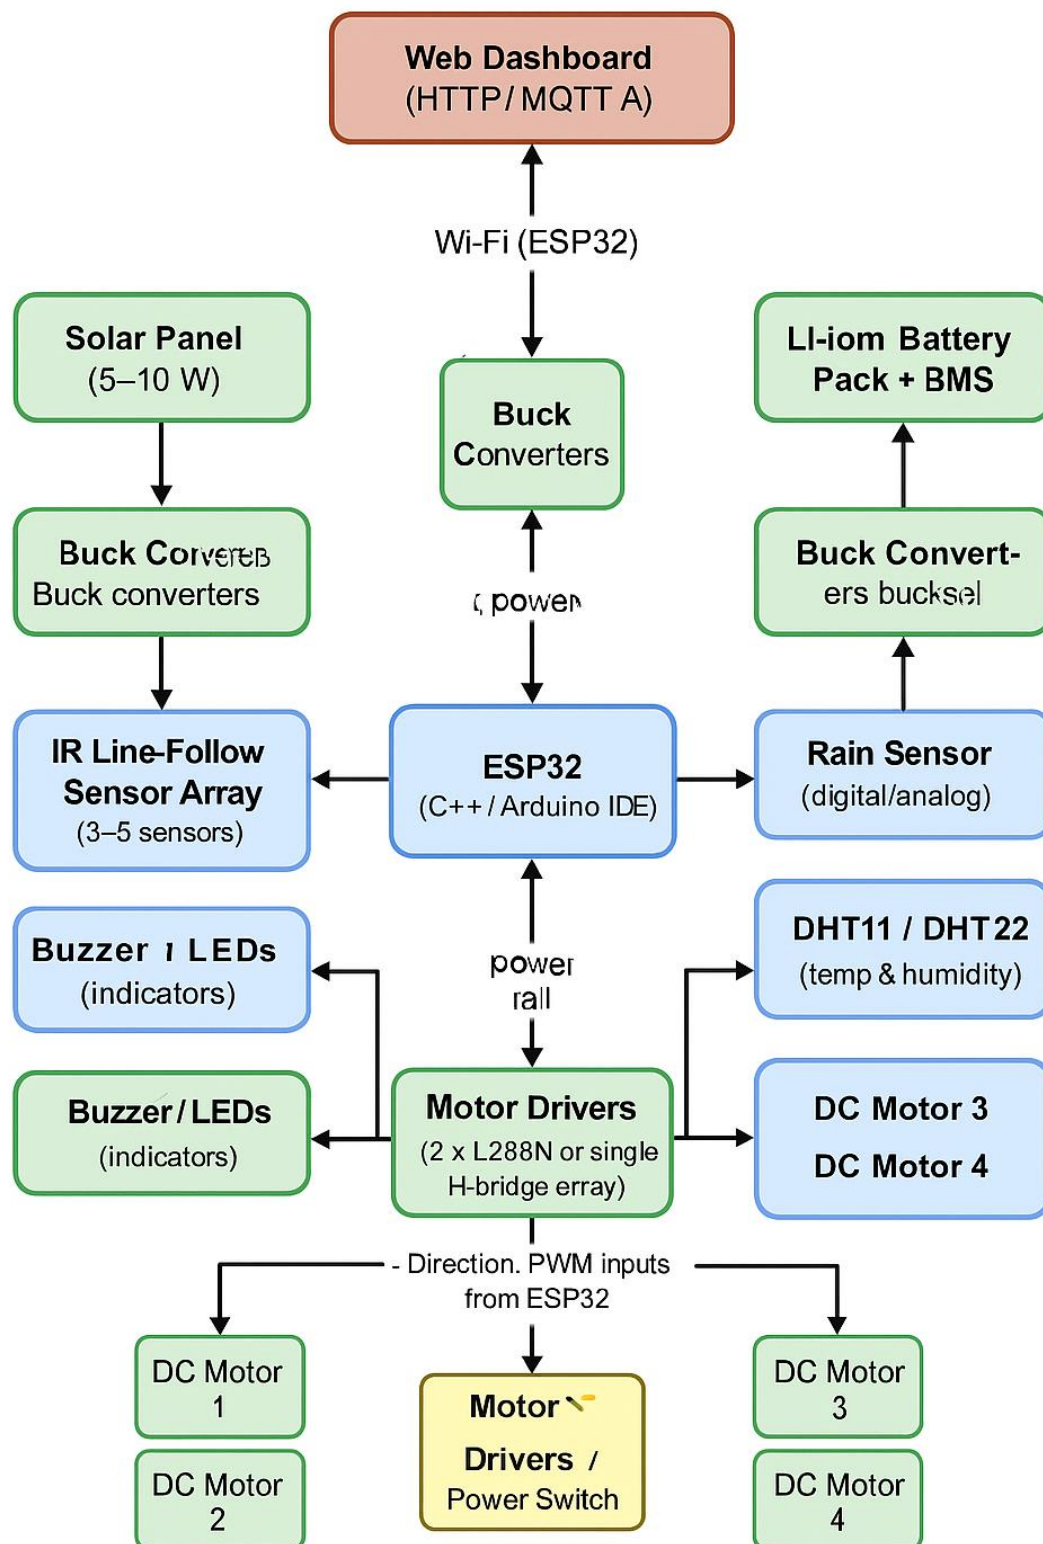 Web Dashboard
(HTTP / MQTT A)
Wi-Fi (ESP32)
Solar Panel
(5–10 W)
Buck
Converters
LI-iom Battery
Pack + BMS
Buck
Buck converters
power
Buck Convert-
ers
IR Line-Follow
Sensor Array
(3–5 sensors)
ESP32
(C++ / Arduino IDE)
Rain Sensor
(digital/analog)
Buzzer ı LEDs
(indicators)
power
rall
DHT11 / DHT22
(temp & humidity)
Buzzer / LEDs
(indicators)
Motor Drivers
(2 x L288N or single
H-bridge error array)
DC Motor 3
DC Motor 4
- Direction. PWM inputs
from ESP32
DC Motor
1
Motor
Drivers /
Power Switch
DC Motor
3
DC Motor
2
DC Motor
4